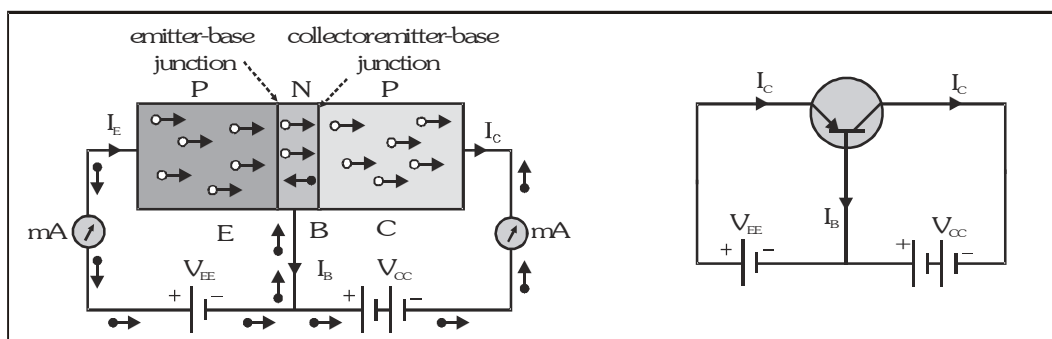 emitter-base
junction
collectoremitter-base
junction
P N P
I_E
I_C
mA
mA
E B C
V_EE
I_B
V_CC
+ −
+ −
I_C
I_C
I_B
V_EE
V_CC
+ −
+ −